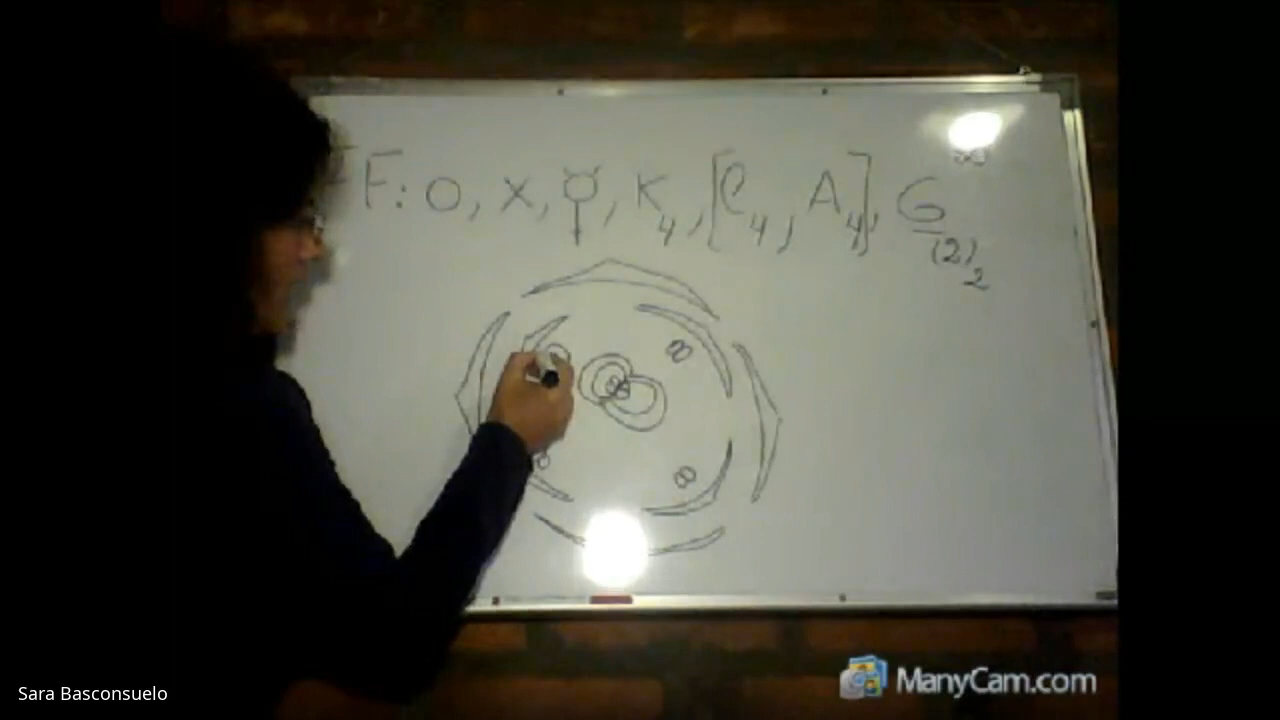 F: O, X, ⚥, K4, [C4, A4], G(2)2 ∞
Sara Basconsuelo
ManyCam.com